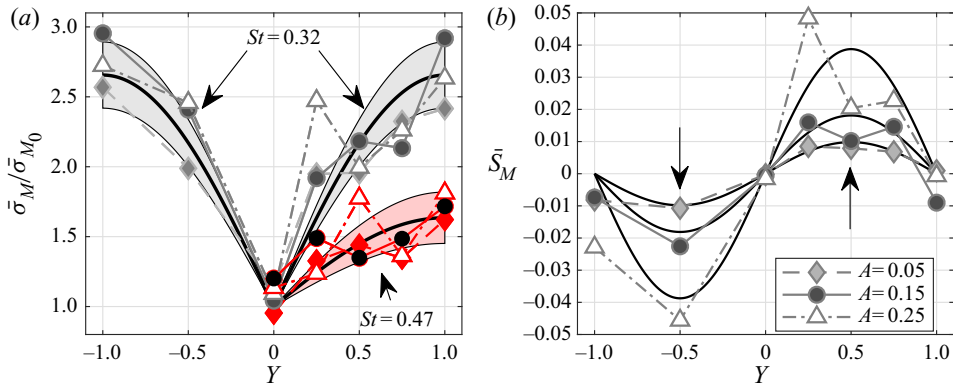 (a)
3.0
2.5
2.0
1.5
1.0
σ̄_M/σ̄_{M_0}
St = 0.32
St = 0.47
−1.0 −0.5 0 0.5 1.0
Y
(b)
0.05
0.04
0.03
0.02
0.01
0
−0.01
−0.02
−0.03
−0.04
−0.05
S̄_M
A = 0.05
A = 0.15
A = 0.25
−1.0 −0.5 0 0.5 1.0
Y